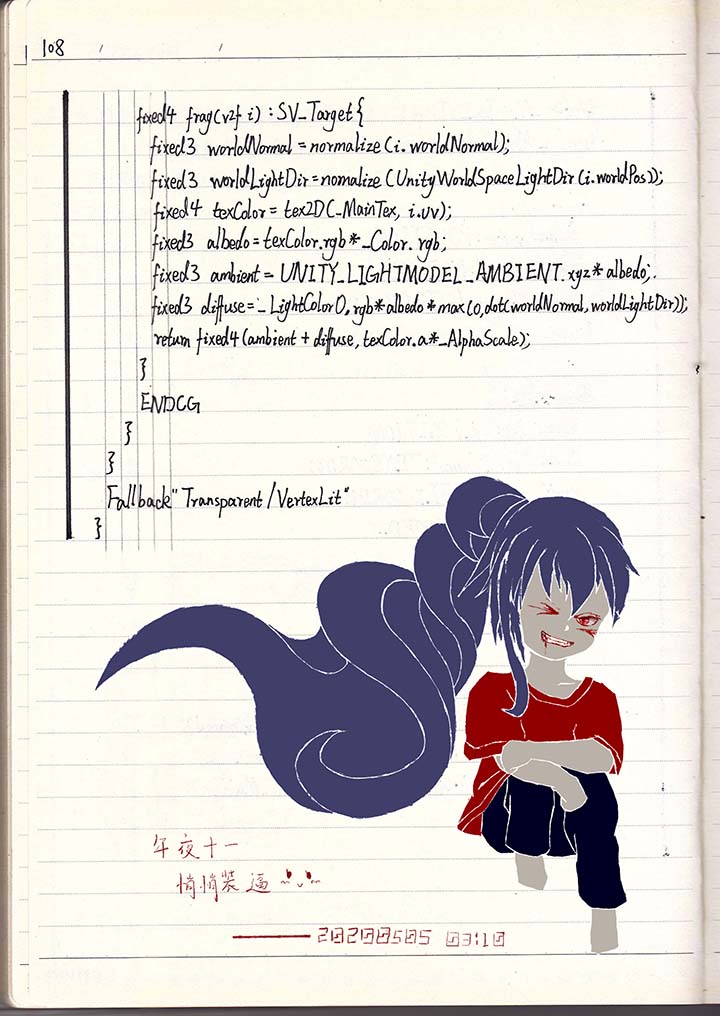 108
fixed4 frag(v2f i) : SV_Target{
fixed3 worldNormal = normalize(i.worldNormal);
fixed3 worldLightDir = nomalize(UnityWorldSpaceLightDir(i.worldPos));
fixed4 texColor = tex2D(_MainTex, i.uv);
fixed3 albedo = texColor.rgb*_Color.rgb;
fixed3 ambient = UNITY_LIGHTMODEL_AMBIENT.xyz*albedo;
fixed3 diffuse = _LightColor0.rgb*albedo*max(0,dot(worldNormal,worldLightDir));
return fixed4(ambient + diffuse, texColor.a*_AlphaScale);
}
ENDCG
}
}
Fallback"Transparent/VertexLit"
}
午夜十一
悄悄装逼
20200505 03:10